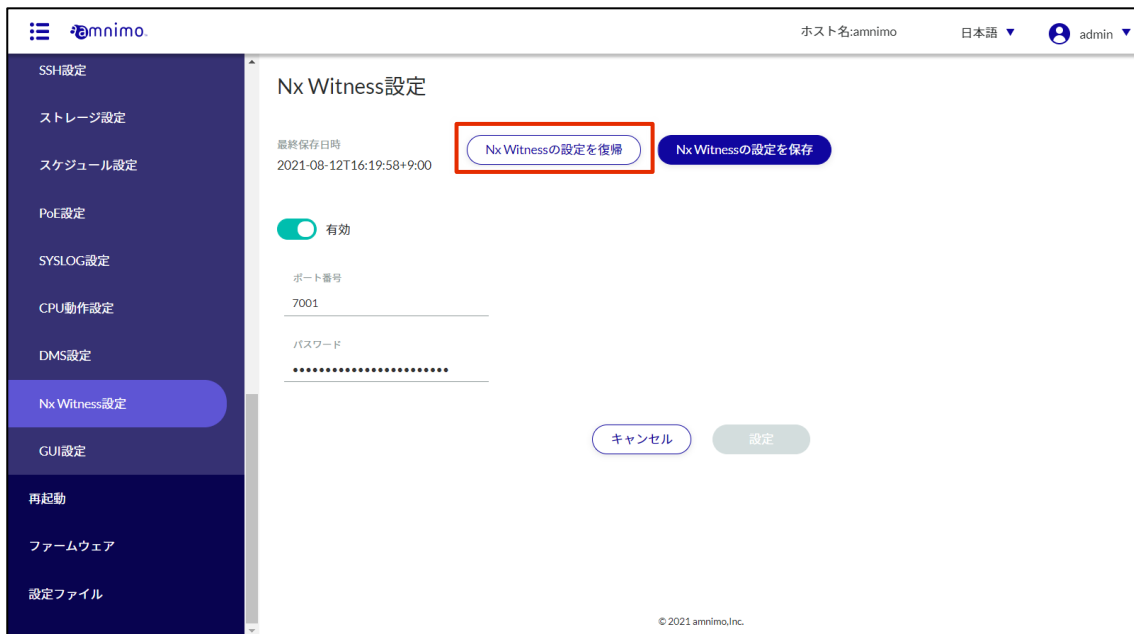 amnimo
ホスト名:amnimo
日本語
admin
SSH設定
ストレージ設定
スケジュール設定
PoE設定
SYSLOG設定
CPU動作設定
DMS設定
Nx Witness設定
GUI設定
再起動
ファームウェア
設定ファイル
Nx Witness設定
最終保存日時
2021-08-12T16:19:58+9:00
Nx Witnessの設定を復帰
Nx Witnessの設定を保存
有効
ポート番号
7001
パスワード
••••••••••••••••••••••••
キャンセル
設定
© 2021 amnimo,Inc.